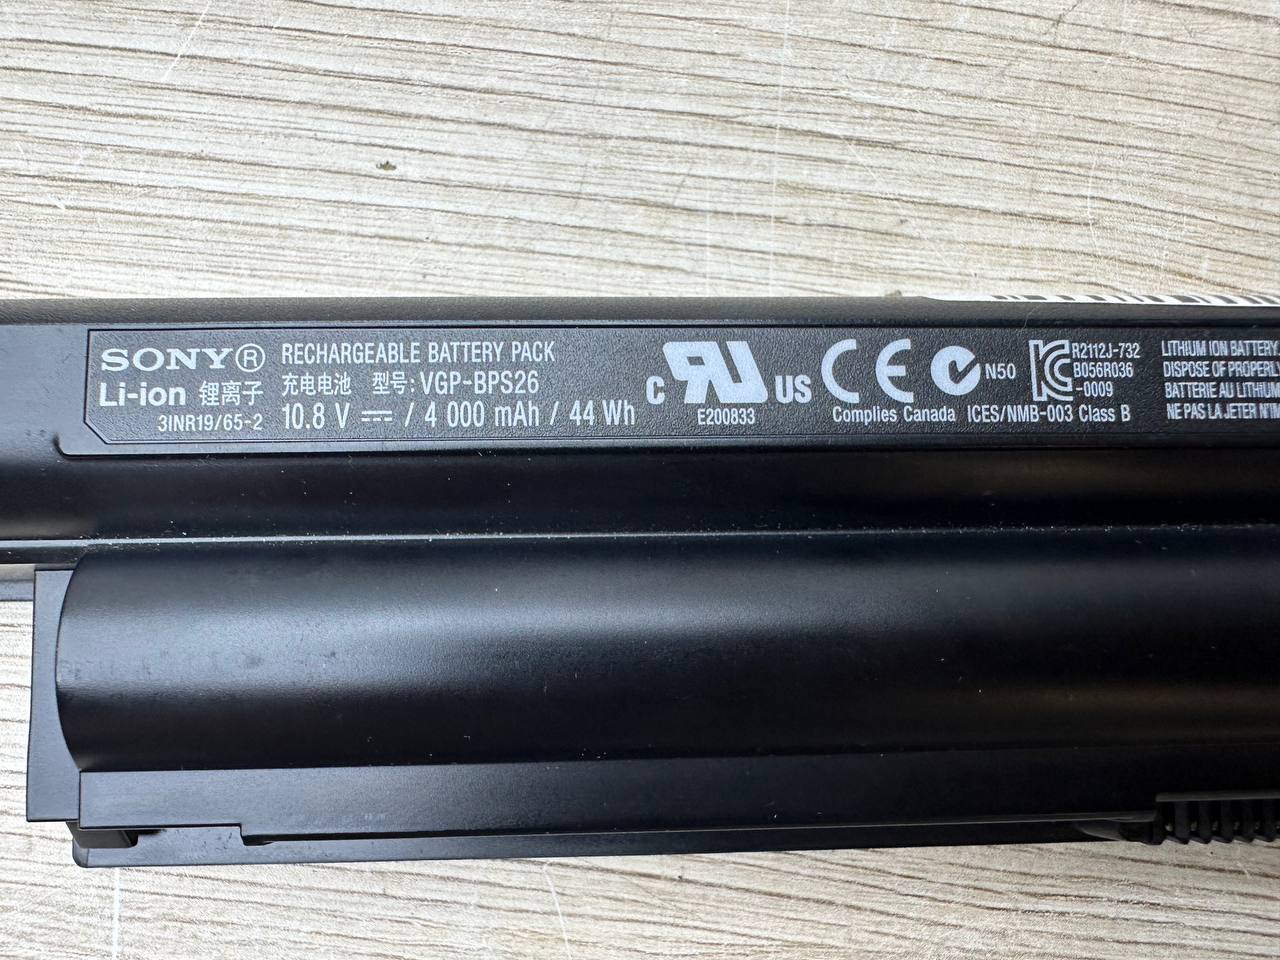 SONY® RECHARGEABLE BATTERY PACK
Li-ion 锂离子 充电电池 型号: VGP-BPS26
3INR19/65-2 10.8 V ⎓ / 4 000 mAh / 44 Wh
c RU US
E200833
CE N50
Complies Canada ICES/NMB-003 Class B
R2112J-732
B056R036
-0009
LITHIUM ION BATTERY.
DISPOSE OF PROPERLY
BATTERIE AU LITHIUM
NE PAS LA JETER N'IM